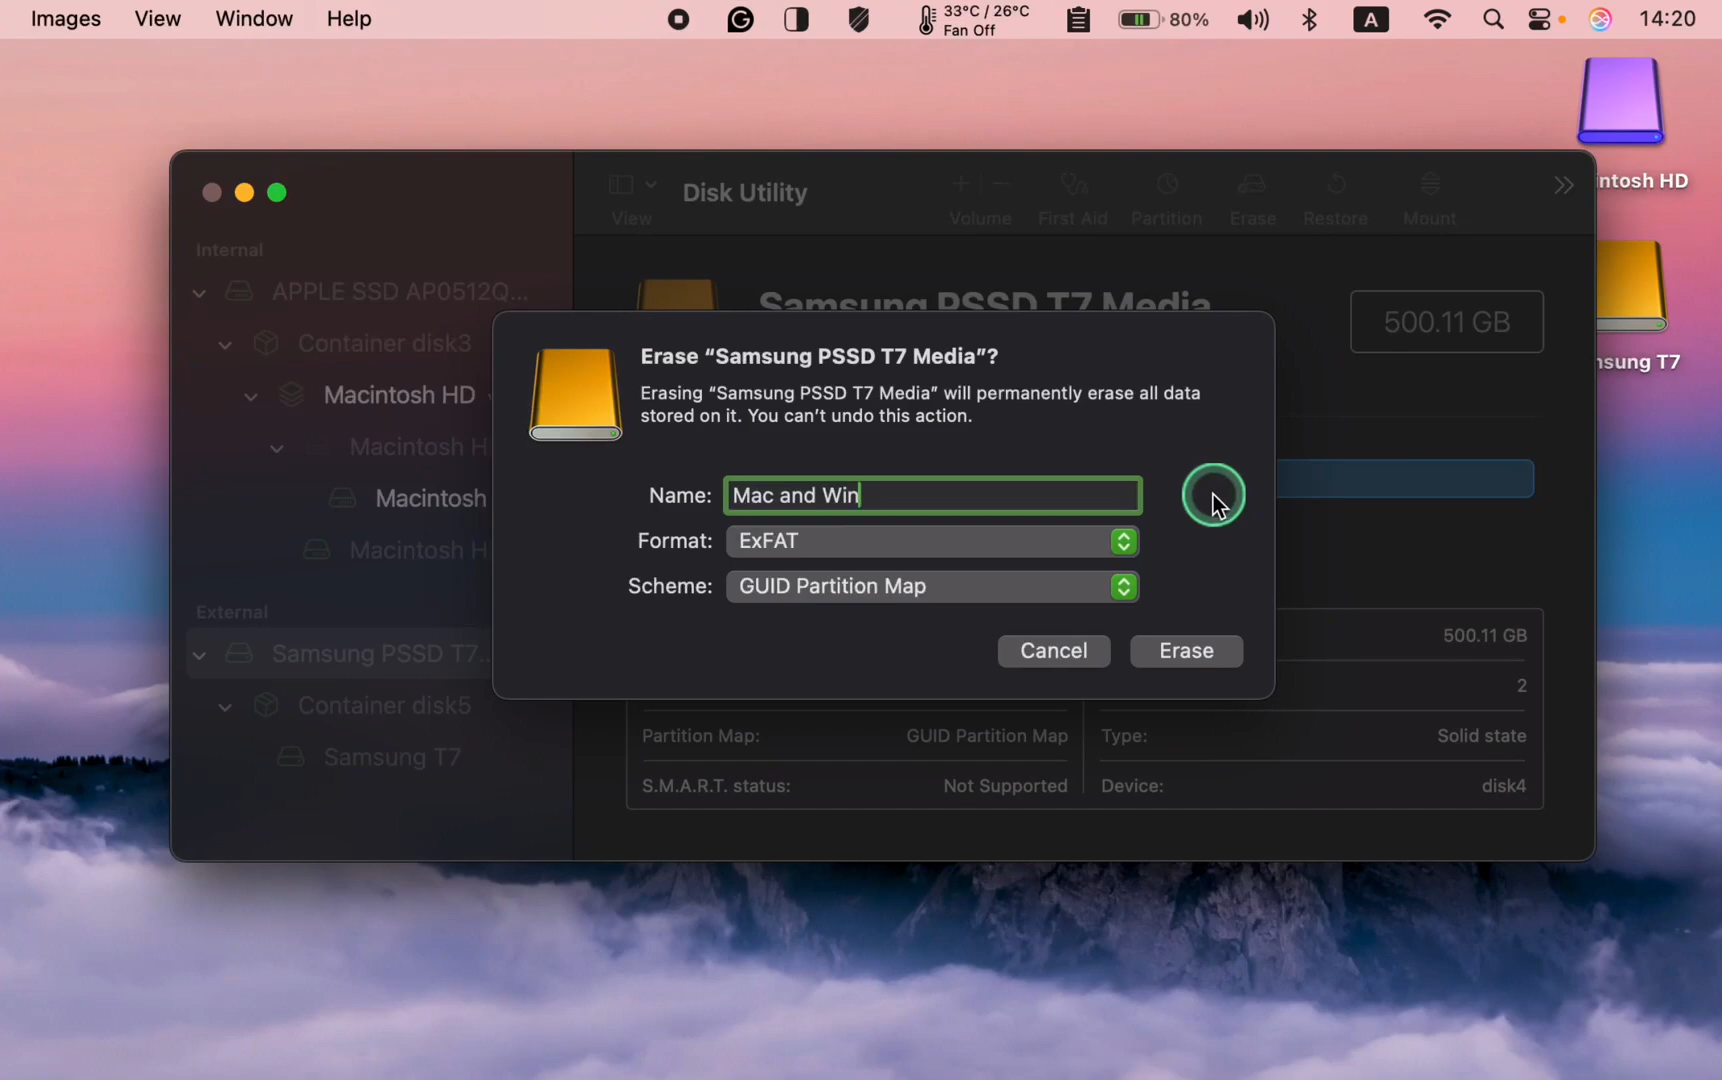 Images View Window Help 33°C / 26°C 80% A 14:20
Fan Off
Disk Utility
View Volume First Aid Partition Erase Restore Mount
intosh HD
Internal
APPLE SSD AP0512Q...
Samsung PSSD T7 Media
500.11 GB
Container disk3
Macintosh HD
Macintosh H
Macintosh
Macintosh H
nsung T7
Erase “Samsung PSSD T7 Media”?
Erasing “Samsung PSSD T7 Media” will permanently erase all data
stored on it. You can’t undo this action.
Name: Mac and Win
Format: ExFAT
Scheme: GUID Partition Map
Cancel Erase
External
Samsung PSSD T7...
Container disk5
Samsung T7
500.11 GB
2
Partition Map: GUID Partition Map Type: Solid state
S.M.A.R.T. status: Not Supported Device: disk4